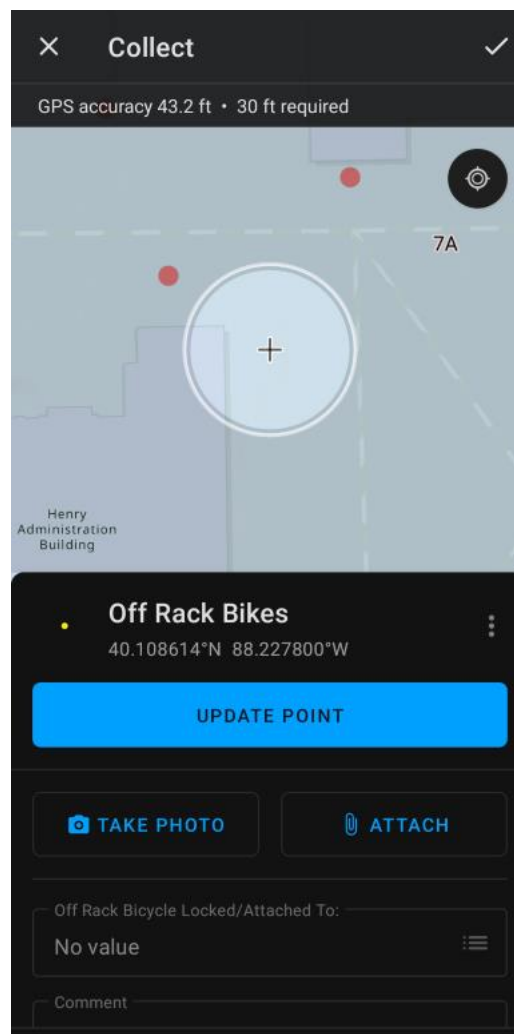 Collect
GPS accuracy 43.2 ft • 30 ft required
7A
Henry
Administration
Building
Off Rack Bikes
40.108614°N 88.227800°W
UPDATE POINT
TAKE PHOTO
ATTACH
Off Rack Bicycle Locked/Attached To:
No value
Comment